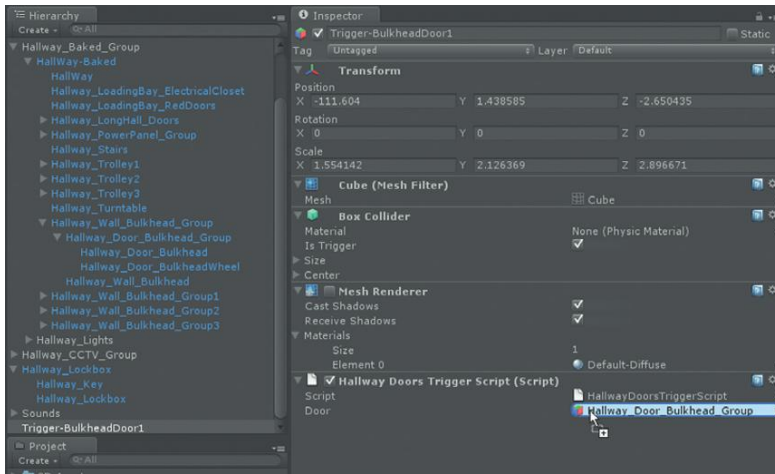 Hierarchy
Create
All
Hallway_Baked_Group
HallWay-Baked
HallWay
Hallway_LoadingBay_ElectricalCloset
Hallway_LoadingBay_RedDoors
Hallway_LongHall_Doors
Hallway_PowerPanel_Group
Hallway_Stairs
Hallway_Trolley1
Hallway_Trolley2
Hallway_Trolley3
Hallway_Turntable
Hallway_Wall_Bulkhead_Group
Hallway_Door_Bulkhead_Group
Hallway_Door_Bulkhead
Hallway_Door_BulkheadWheel
Hallway_Wall_Bulkhead
Hallway_Wall_Bulkhead_Group1
Hallway_Wall_Bulkhead_Group2
Hallway_Wall_Bulkhead_Group3
Hallway_Lights
Hallway_CCTV_Group
Hallway_Lockbox
Hallway_Key
Hallway_Lockbox
Sounds
Trigger-BulkheadDoor1
Project
Create
All
Inspector
Trigger-BulkheadDoor1
Static
Tag Untagged Layer Default
Transform
Position
X -111.604 Y 1.438585 Z -2.650435
Rotation
X 0 Y 0 Z 0
Scale
X 1.554142 Y 2.126369 Z 2.896671
Cube (Mesh Filter)
Mesh Cube
Box Collider
Material None (Physic Material)
Is Trigger
Size
Center
Mesh Renderer
Cast Shadows
Receive Shadows
Materials
Size 1
Element 0 Default-Diffuse
Hallway Doors Trigger Script (Script)
Script HallwayDoorsTriggerScript
Door Hallway_Door_Bulkhead_Group